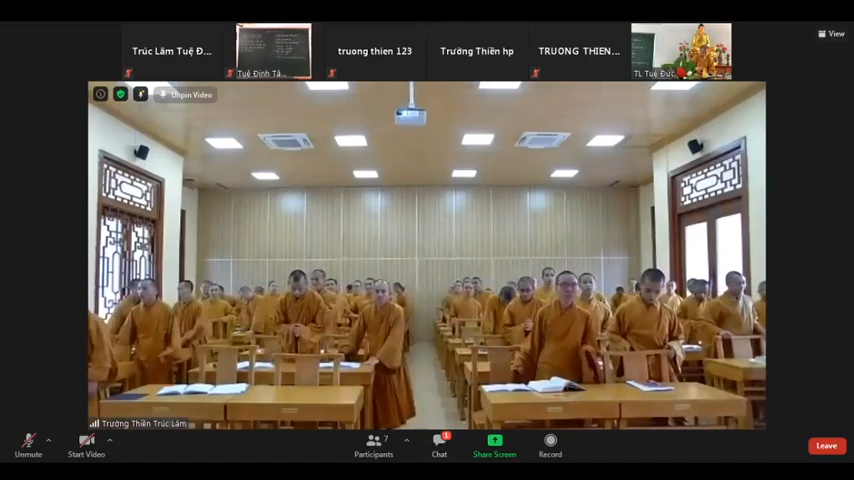 Trúc Lâm Tuệ Đ...
truong thien 123
Trường Thiền hp
TRUONG THIEN...
View
Tuệ Định Tâ...
TL Tuệ Đức
Unpin Video
Trường Thiền Trúc Lâm
Unmute
Start Video
7
Participants
1
Chat
Share Screen
Record
Leave